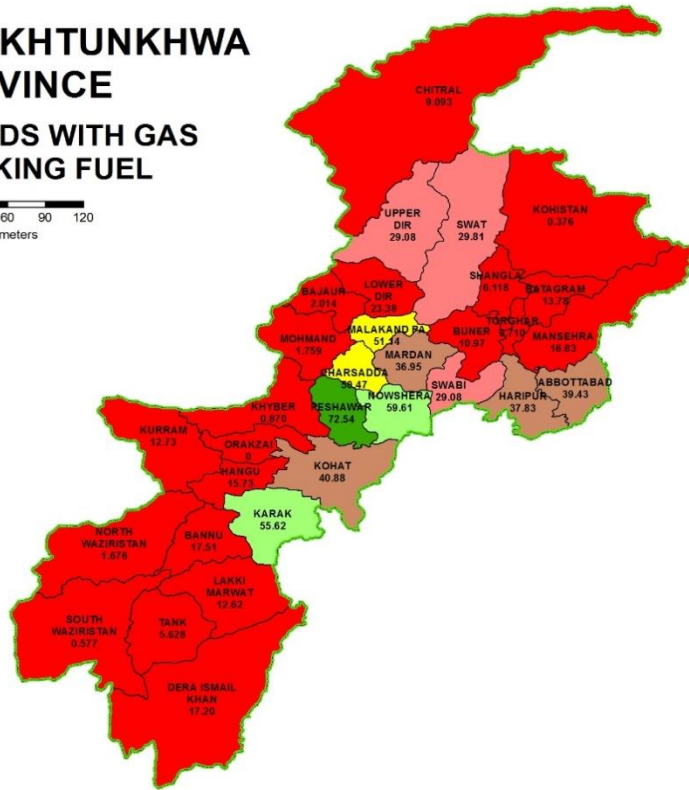 KHTUNKHWA
VINCE
DS WITH GAS
KING FUEL
60 90 120
meters
CHITRAL
9.093
UPPER
DIR
29.08
SWAT
29.81
KOHISTAN
0.376
SHANGLA
6.118
BATAGRAM
13.78
LOWER
DIR
23.38
BAJAUR
2.014
TORGHAR
MALAKAND PA
51.14
BUNER
10.97
MANSEHRA
16.83
MOHMAND
1.759
MARDAN
36.95
CHARSADDA
50.47
SWABI
29.08
HARIPUR
37.83
ABBOTTABAD
39.43
NOWSHERA
59.61
PESHAWAR
72.54
KHYBER
0.870
KURRAM
12.73
ORAKZAI
0
HANGU
15.73
KOHAT
40.88
KARAK
55.62
NORTH
WAZIRISTAN
1.676
BANNU
17.51
LAKKI
MARWAT
12.62
SOUTH
WAZIRISTAN
0.577
TANK
5.628
DERA ISMAIL
KHAN
17.20